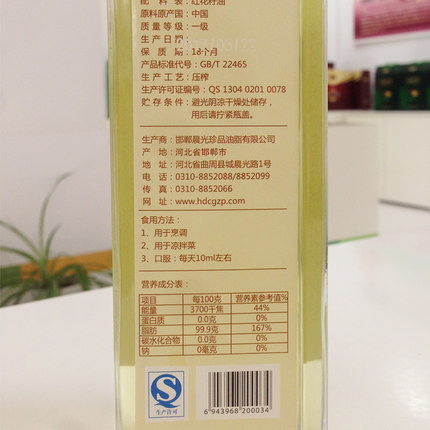 配 料 表：红花籽油
原料原产国：中国
质 量 等 级：一级
生 产 日 期：
保 质 期：18个月
产品标准代号：GB/T 22465
生 产 工 艺：压榨
生产许可证编号：QS 1304 0201 0078
贮 存 条 件：避光阴凉干燥处储存，
用后请拧紧瓶盖。
生 产 商：邯郸晨光珍品油脂有限公司
产 地：河北省邯郸市
地 址：河北省曲周县城晨光路1号
电 话：0310-8852088/8852099
传 真：0310-8852066
网 址：www.hdcgzp.com
食用方法：
1、用于烹调
2、用于凉拌菜
3、口服：每天10ml左右
营养成分表：
项目 每100克 营养素参考值%
能量 3700千焦 44%
蛋白质 0.0克 0%
脂肪 99.9克 167%
碳水化合物 0.0克 0%
钠 0毫克 0%
QS
生产许可
6 943968 200034